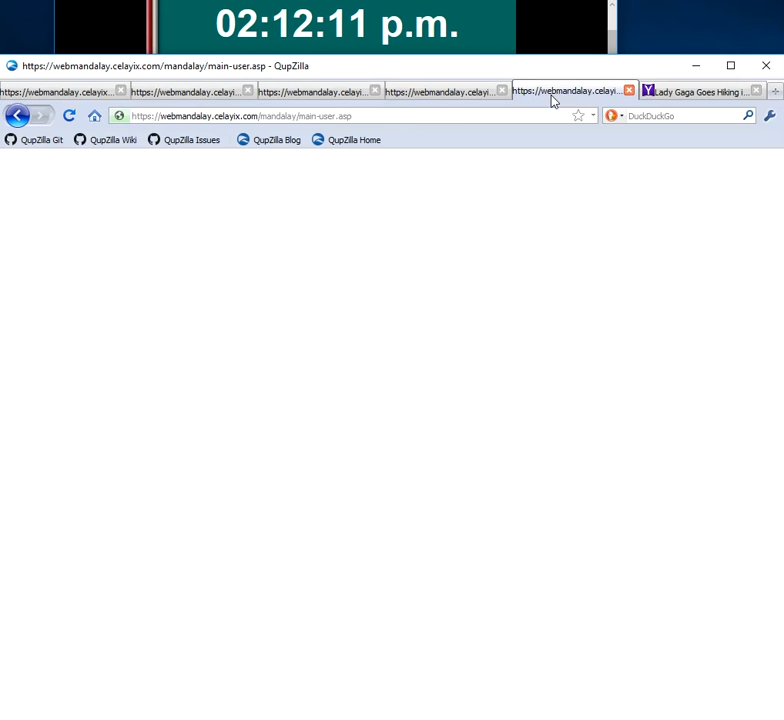 02:12:11 p.m.
https://webmandalay.celayix.com/mandalay/main-user.asp - QupZilla
https://webmandalay.celayix... https://webmandalay.celayi... https://webmandalay.celayi... https://webmandalay.celayi... https://webmandalay.celayi... Lady Gaga Goes Hiking i...
https://webmandalay.celayix.com/mandalay/main-user.asp DuckDuckGo
QupZilla Git QupZilla Wiki QupZilla Issues QupZilla Blog QupZilla Home